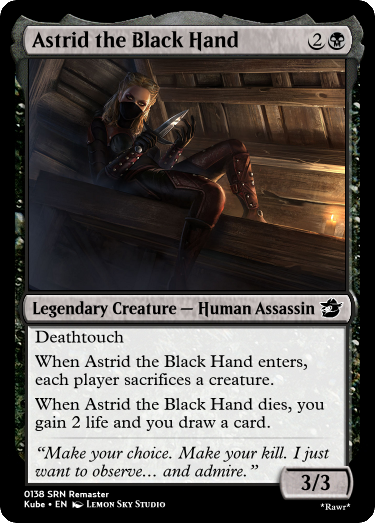 Astrid the Black Hand 2
Legendary Creature — Human Assassin
Deathtouch
When Astrid the Black Hand enters,
each player sacrifices a creature.
When Astrid the Black Hand dies, you
gain 2 life and you draw a card.
“Make your choice. Make your kill. I just
want to observe… and admire.”
3/3
0138 SRN Remaster
Kube • EN Lemon Sky Studio
*Rawr*